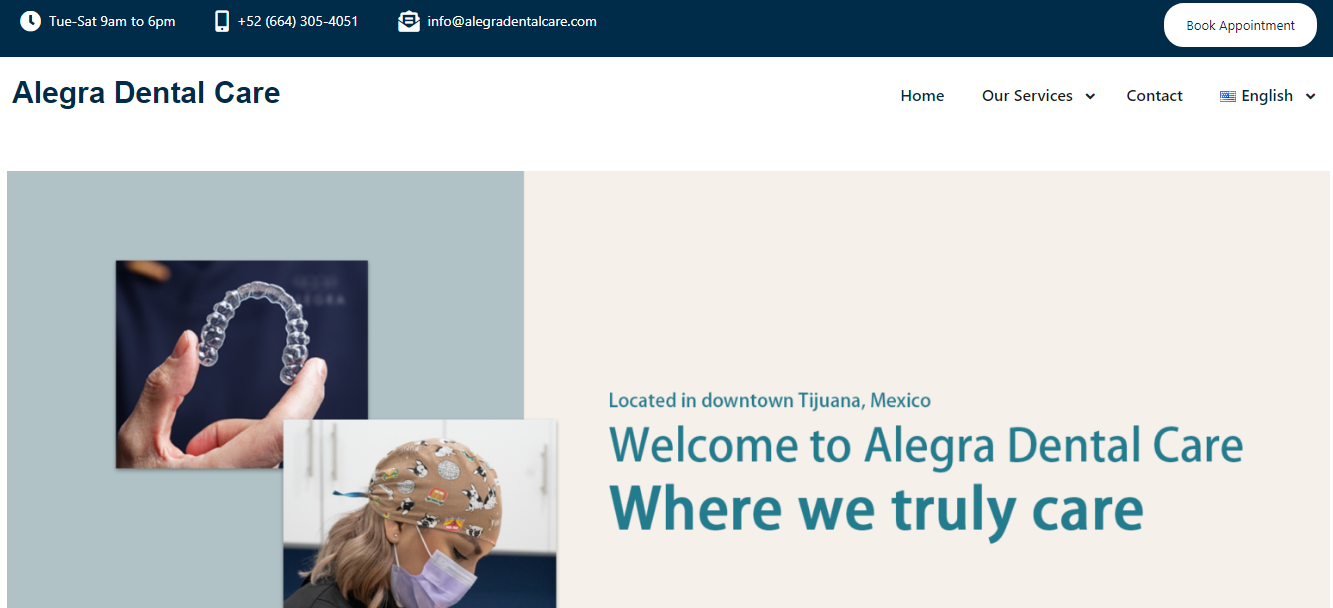 Tue-Sat 9am to 6pm
+52 (664) 305-4051
info@alegradentalcare.com
Book Appointment
Alegra Dental Care
Home
Our Services
Contact
English
Located in downtown Tijuana, Mexico
Welcome to Alegra Dental Care
Where we truly care